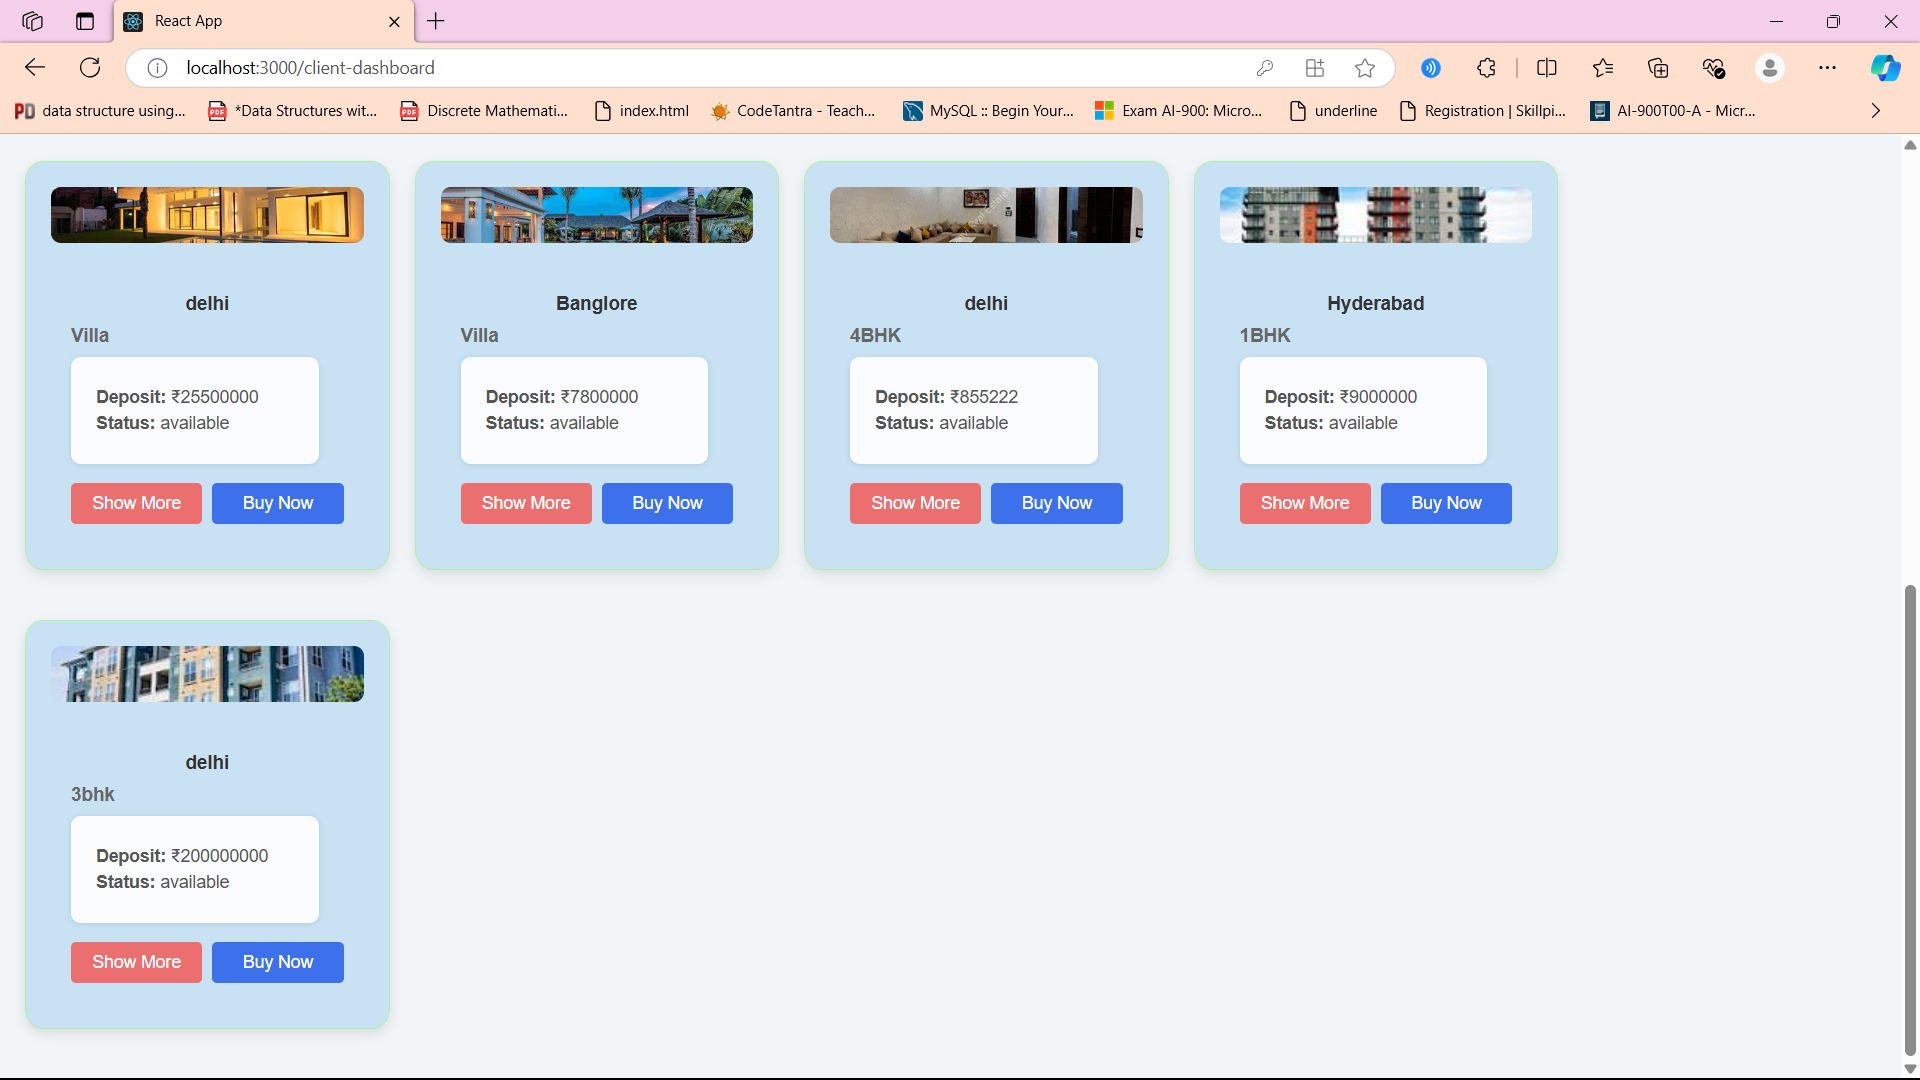 React App
localhost:3000/client-dashboard
data structure using... *Data Structures wit... Discrete Mathemati... index.html CodeTantra - Teach... MySQL :: Begin Your... Exam AI-900: Micro... underline Registration | Skillpi... AI-900T00-A - Micr...
delhi
Villa
Deposit: ₹25500000
Status: available
Show More Buy Now
Banglore
Villa
Deposit: ₹7800000
Status: available
Show More Buy Now
delhi
4BHK
Deposit: ₹855222
Status: available
Show More Buy Now
Hyderabad
1BHK
Deposit: ₹9000000
Status: available
Show More Buy Now
delhi
3bhk
Deposit: ₹200000000
Status: available
Show More Buy Now